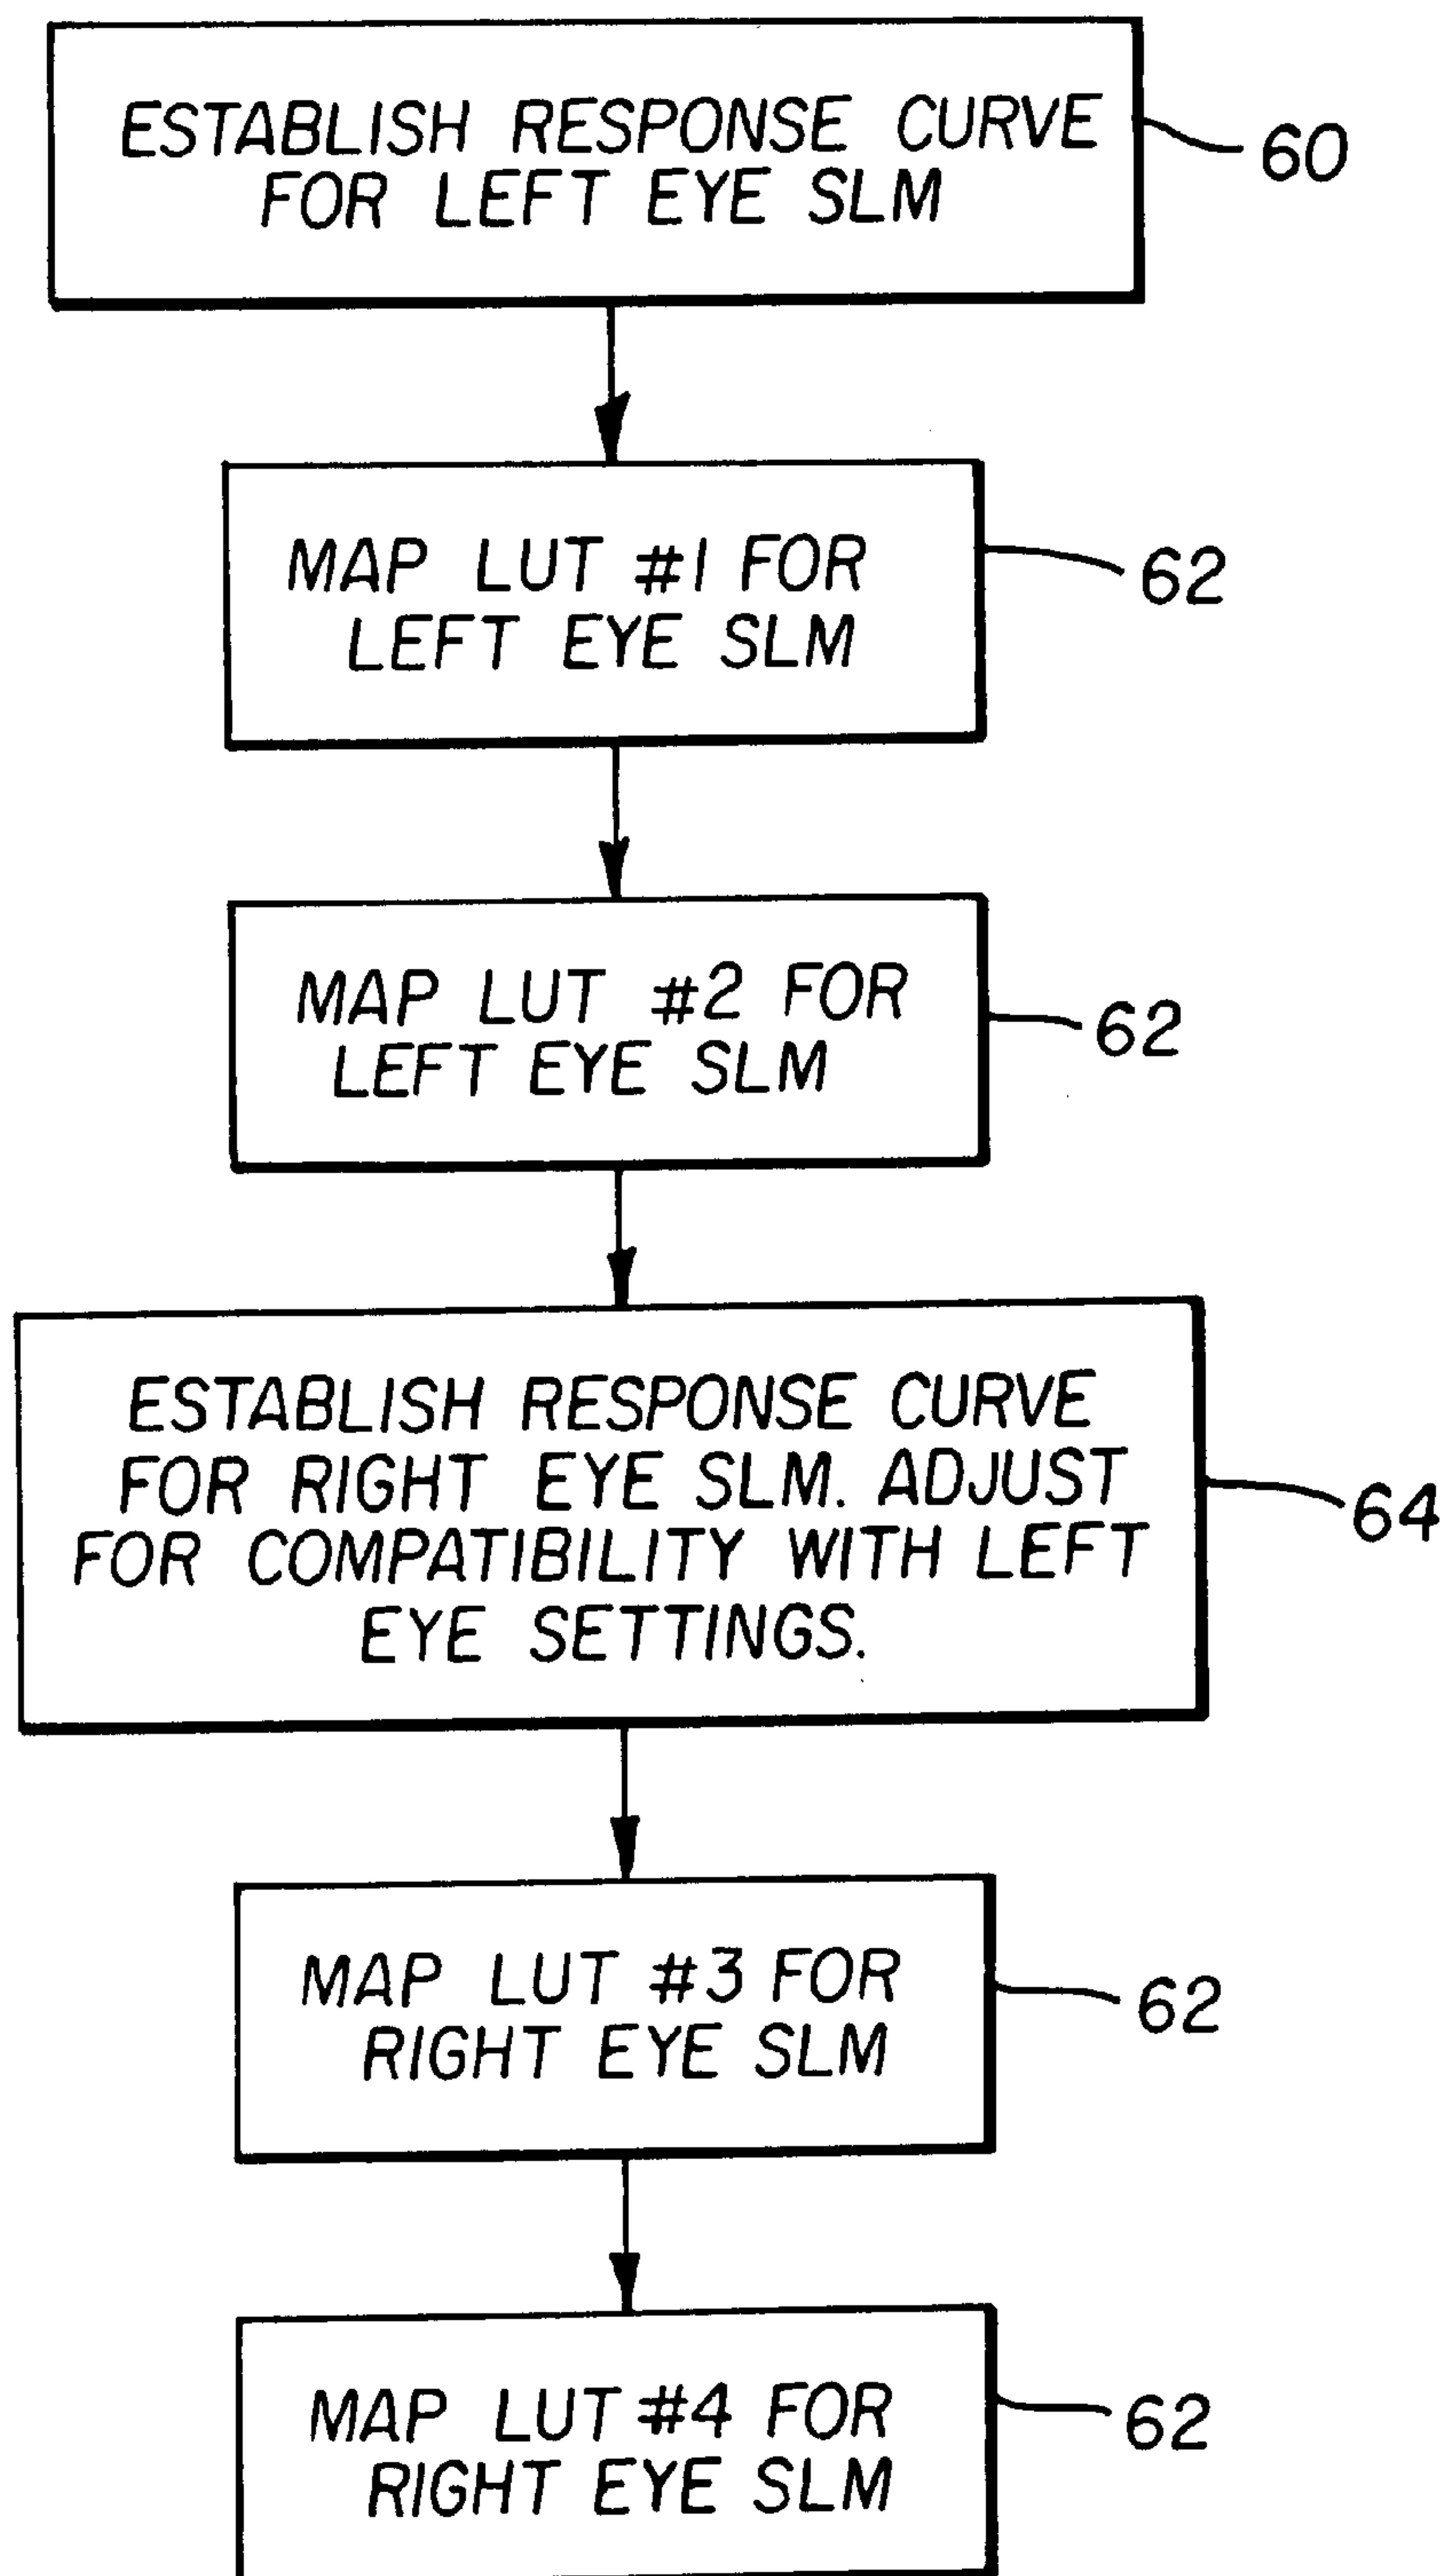 ESTABLISH RESPONSE CURVE
FOR LEFT EYE SLM
60
MAP LUT #1 FOR
LEFT EYE SLM
62
MAP LUT #2 FOR
LEFT EYE SLM
62
ESTABLISH RESPONSE CURVE
FOR RIGHT EYE SLM. ADJUST
FOR COMPATIBILITY WITH LEFT
EYE SETTINGS.
64
MAP LUT #3 FOR
RIGHT EYE SLM
62
MAP LUT #4 FOR
RIGHT EYE SLM
62